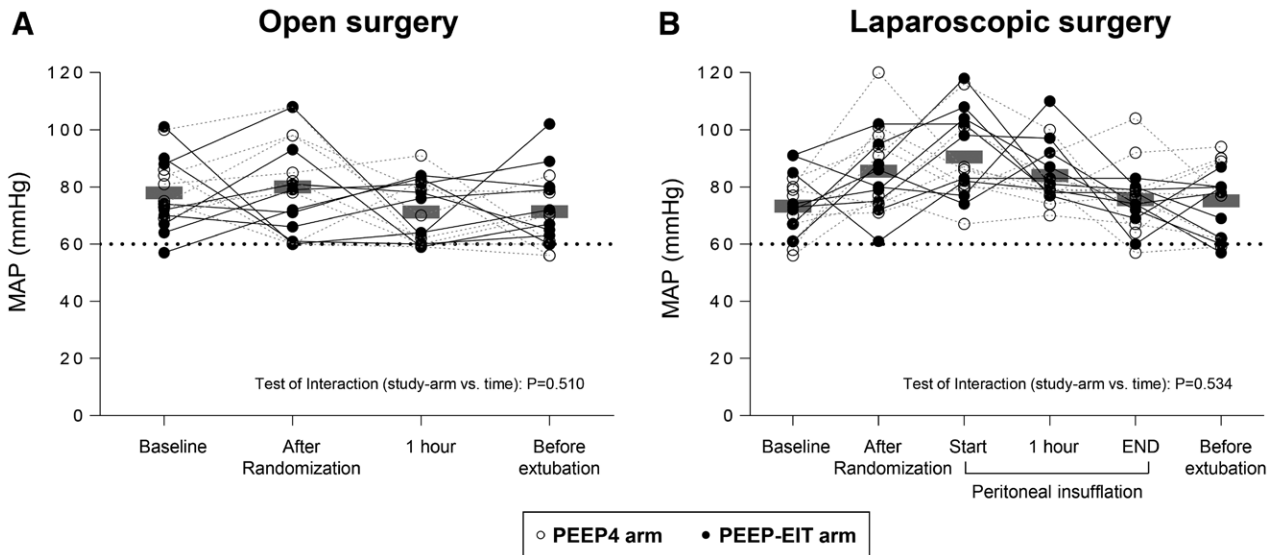 A
Open surgery
MAP (mmHg)
120
100
80
60
40
20
0
Test of Interaction (study-arm vs. time): P=0.510
Baseline
After
Randomization
1 hour
Before
extubation
B
Laparoscopic surgery
MAP (mmHg)
120
100
80
60
40
20
0
Test of Interaction (study-arm vs. time): P=0.534
Baseline
After
Randomization
Start
1 hour
END
Before
extubation
Peritoneal insufflation
PEEP4 arm
PEEP-EIT arm